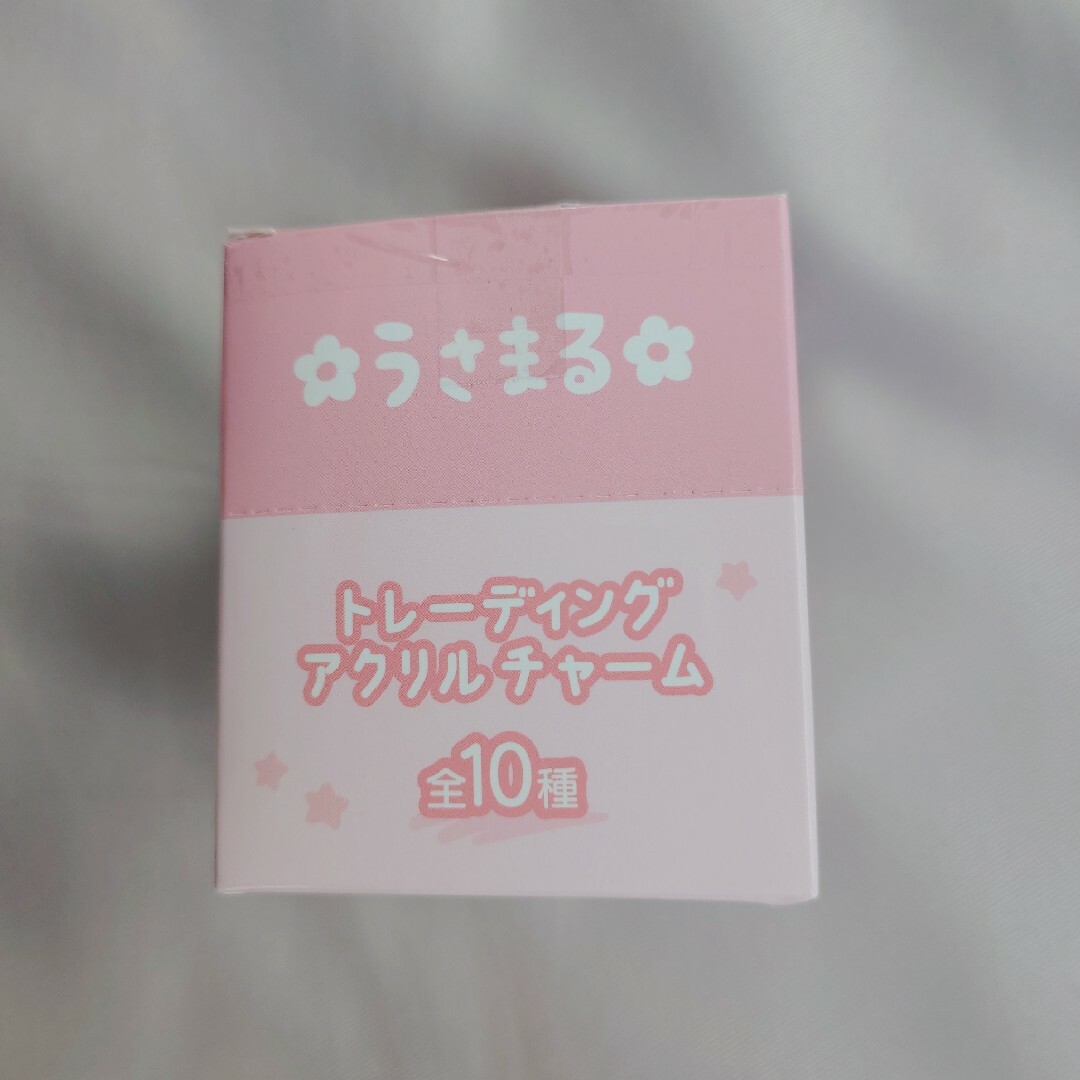 うさまる
トレーディング
アクリルチャーム
全10種